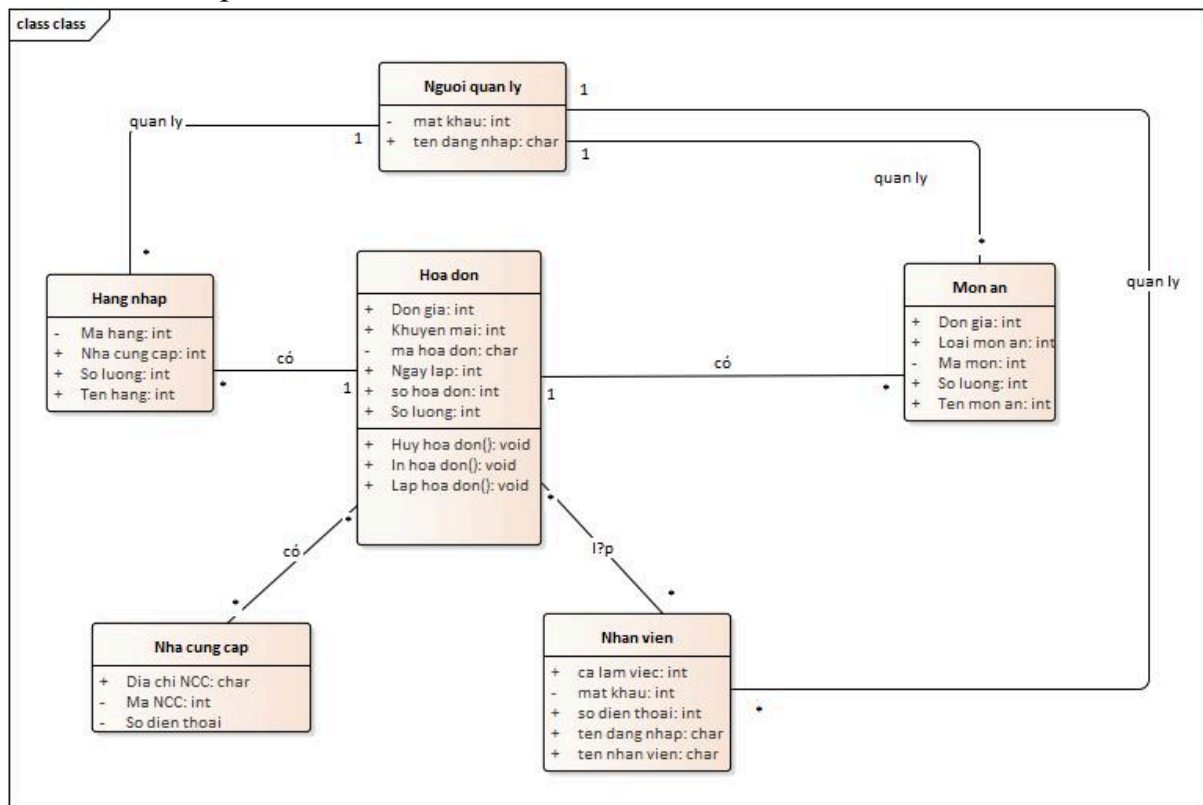 class class
Nguoi quan ly
- mat khau: int
+ ten dang nhap: char
1
1
1
quan ly
quan ly
quan ly
*
*
Hang nhap
- Ma hang: int
+ Nha cung cap: int
+ So luong: int
+ Ten hang: int
Hoa don
+ Don gia: int
+ Khuyen mai: int
- ma hoa don: char
+ Ngay lap: int
+ so hoa don: int
+ So luong: int
+ Huy hoa don(): void
+ In hoa don(): void
+ Lap hoa don(): void
Mon an
+ Don gia: int
+ Loai mon an: int
- Ma mon: int
+ So luong: int
+ Ten mon an: int
có
*
1
có
1
*
có
*
*
l?p
*
*
Nha cung cap
+ Dia chi NCC: char
- Ma NCC: int
- So dien thoai
Nhan vien
+ ca lam viec: int
- mat khau: int
+ so dien thoai: int
+ ten dang nhap: char
+ ten nhan vien: char
*